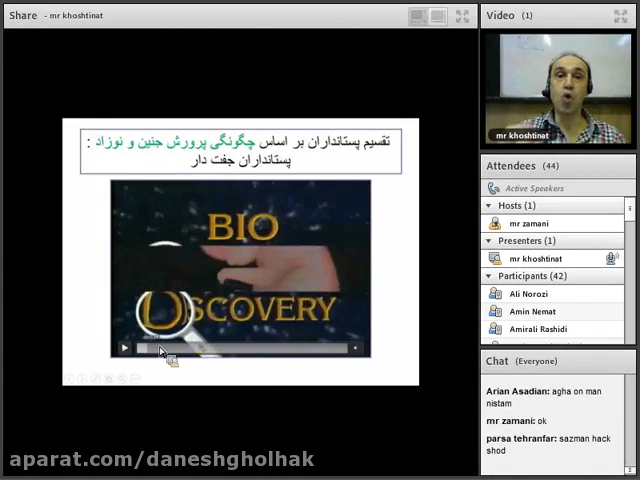 Share - mr khoshtinat
تقسیم پستانداران بر اساس چگونگی پرورش جنین و نوزاد :
پستانداران جفت دار
BIO
DISCOVERY
aparat.com/daneshgholhak
Video (1)
mr khoshtinat
Attendees (44)
Active Speakers
Hosts (1)
mr zamani
Presenters (1)
mr khoshtinat
Participants (42)
Ali Norozi
Amin Nemat
Amirali Rashidi
Chat (Everyone)
Arian Asadian: agha on man
nistam
mr zamani: ok
parsa tehranfar: sazman hack
shod